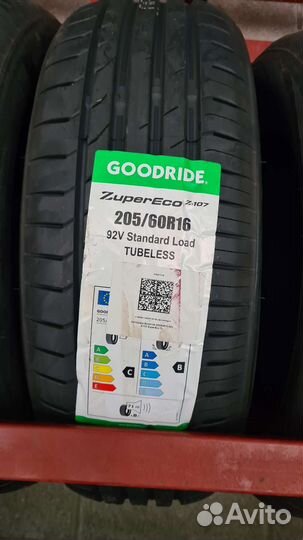 GOODRIDE
ZuperEco Z-107
205/60R16
92V Standard Load
TUBELESS
A
B
C
D
E
C
A
B
C
D
E
B
Avito